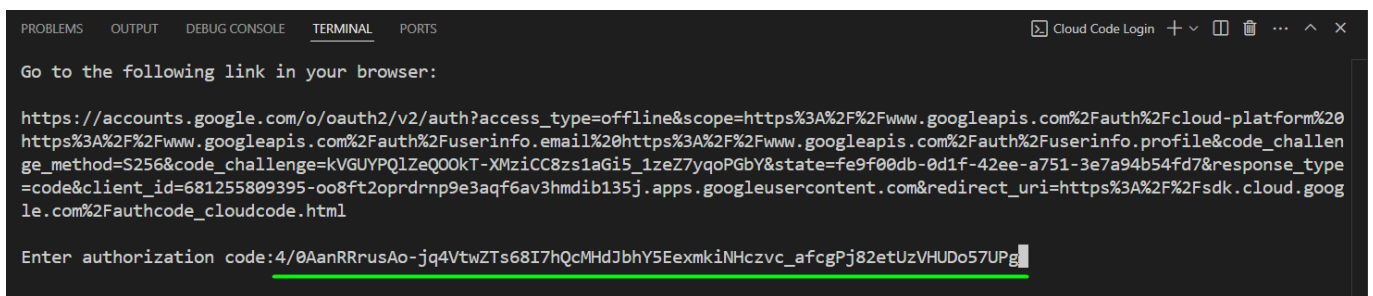 PROBLEMS OUTPUT DEBUG CONSOLE TERMINAL PORTS Cloud Code Login
Go to the following link in your browser:
https://accounts.google.com/o/oauth2/v2/auth?access_type=offline&scope=https%3A%2F%2Fwww.googleapis.com%2Fauth%2Fcloud-platform%20
https%3A%2F%2Fwww.googleapis.com%2Fauth%2Fuserinfo.email%20https%3A%2F%2Fwww.googleapis.com%2Fauth%2Fuserinfo.profile&code_challen
ge_method=S256&code_challenge=kVGUYPQlZeQOOkT-XMziCC8zs1aGi5_1zeZ7yqoPGbY&state=fe9f00db-0d1f-42ee-a751-3e7a94b54fd7&response_type
=code&client_id=681255809395-oo8ft2oprdrnp9e3aqf6av3hmdib135j.apps.googleusercontent.com&redirect_uri=https%3A%2F%2Fsdk.cloud.goog
le.com%2Fauthcode_cloudcode.html
Enter authorization code:4/0AanRRrusAo-jq4VtwZTs68I7hQcMHdJbhY5EexmkiNHczvc_afcgPj82etUzVHUDo57UPg